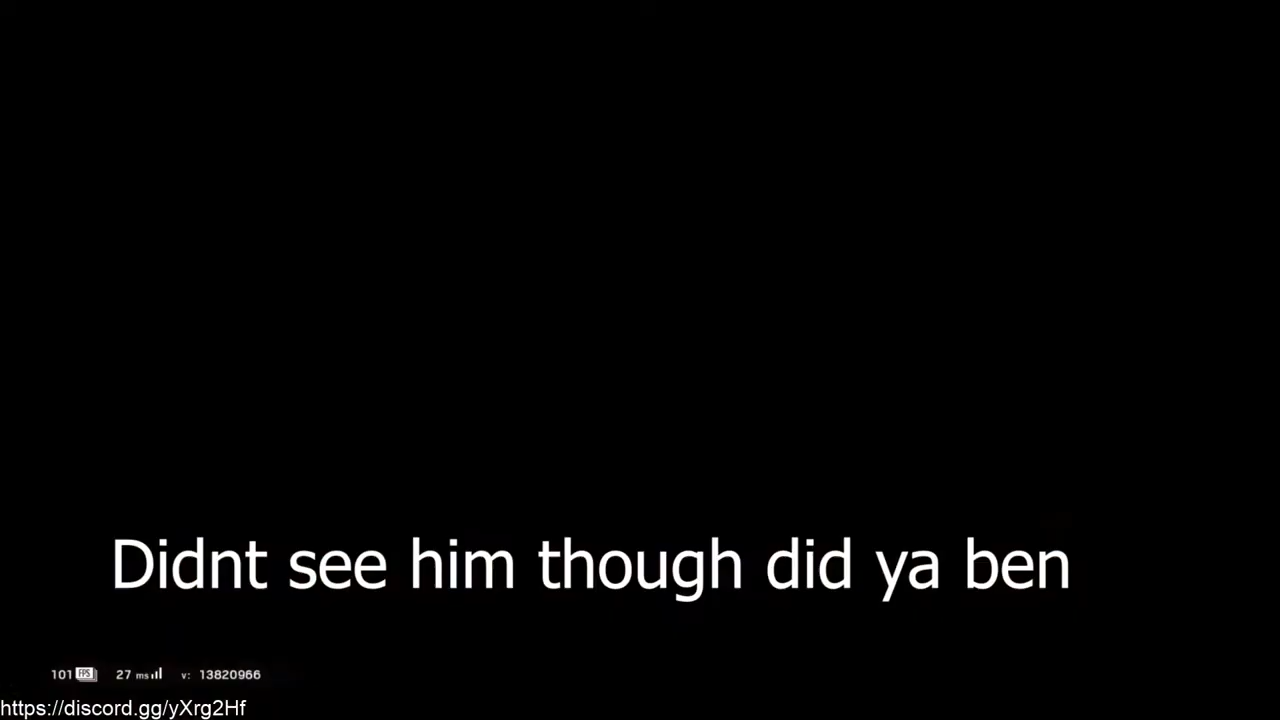 Didnt see him though did ya ben
101 FPS 27 ms v: 13820966
https://discord.gg/yXrg2Hf